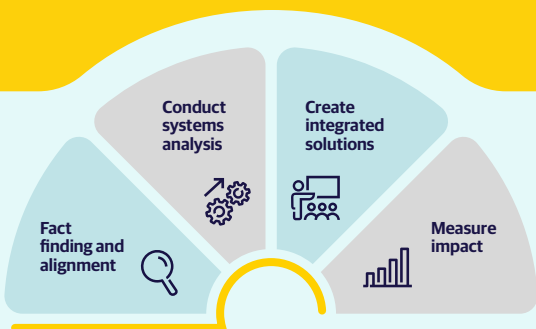 Fact
finding and
alignment
Conduct
systems
analysis
Create
integrated
solutions
Measure
impact